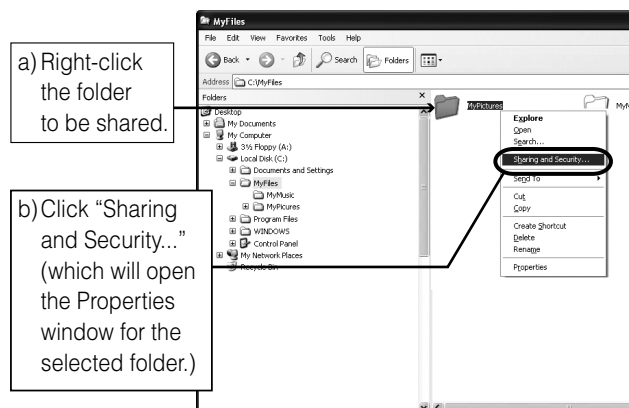 MyFiles
File Edit View Favorites Tools Help
Back Search Folders
Address C:\MyFiles
Folders
a) Right-click
the folder
to be shared.
b) Click “Sharing
and Security...”
(which will open
the Properties
window for the
selected folder.)
Desktop
My Documents
My Computer
3½ Floppy (A:)
Local Disk (C:)
Documents and Settings
MyFiles
MyMusic
MyPicures
Program Files
WINDOWS
Control Panel
My Network Places
Recycle Bin
MyPictures
Explore
Open
Search...
Sharing and Security...
Send To
Cut
Copy
Create Shortcut
Delete
Rename
Properties